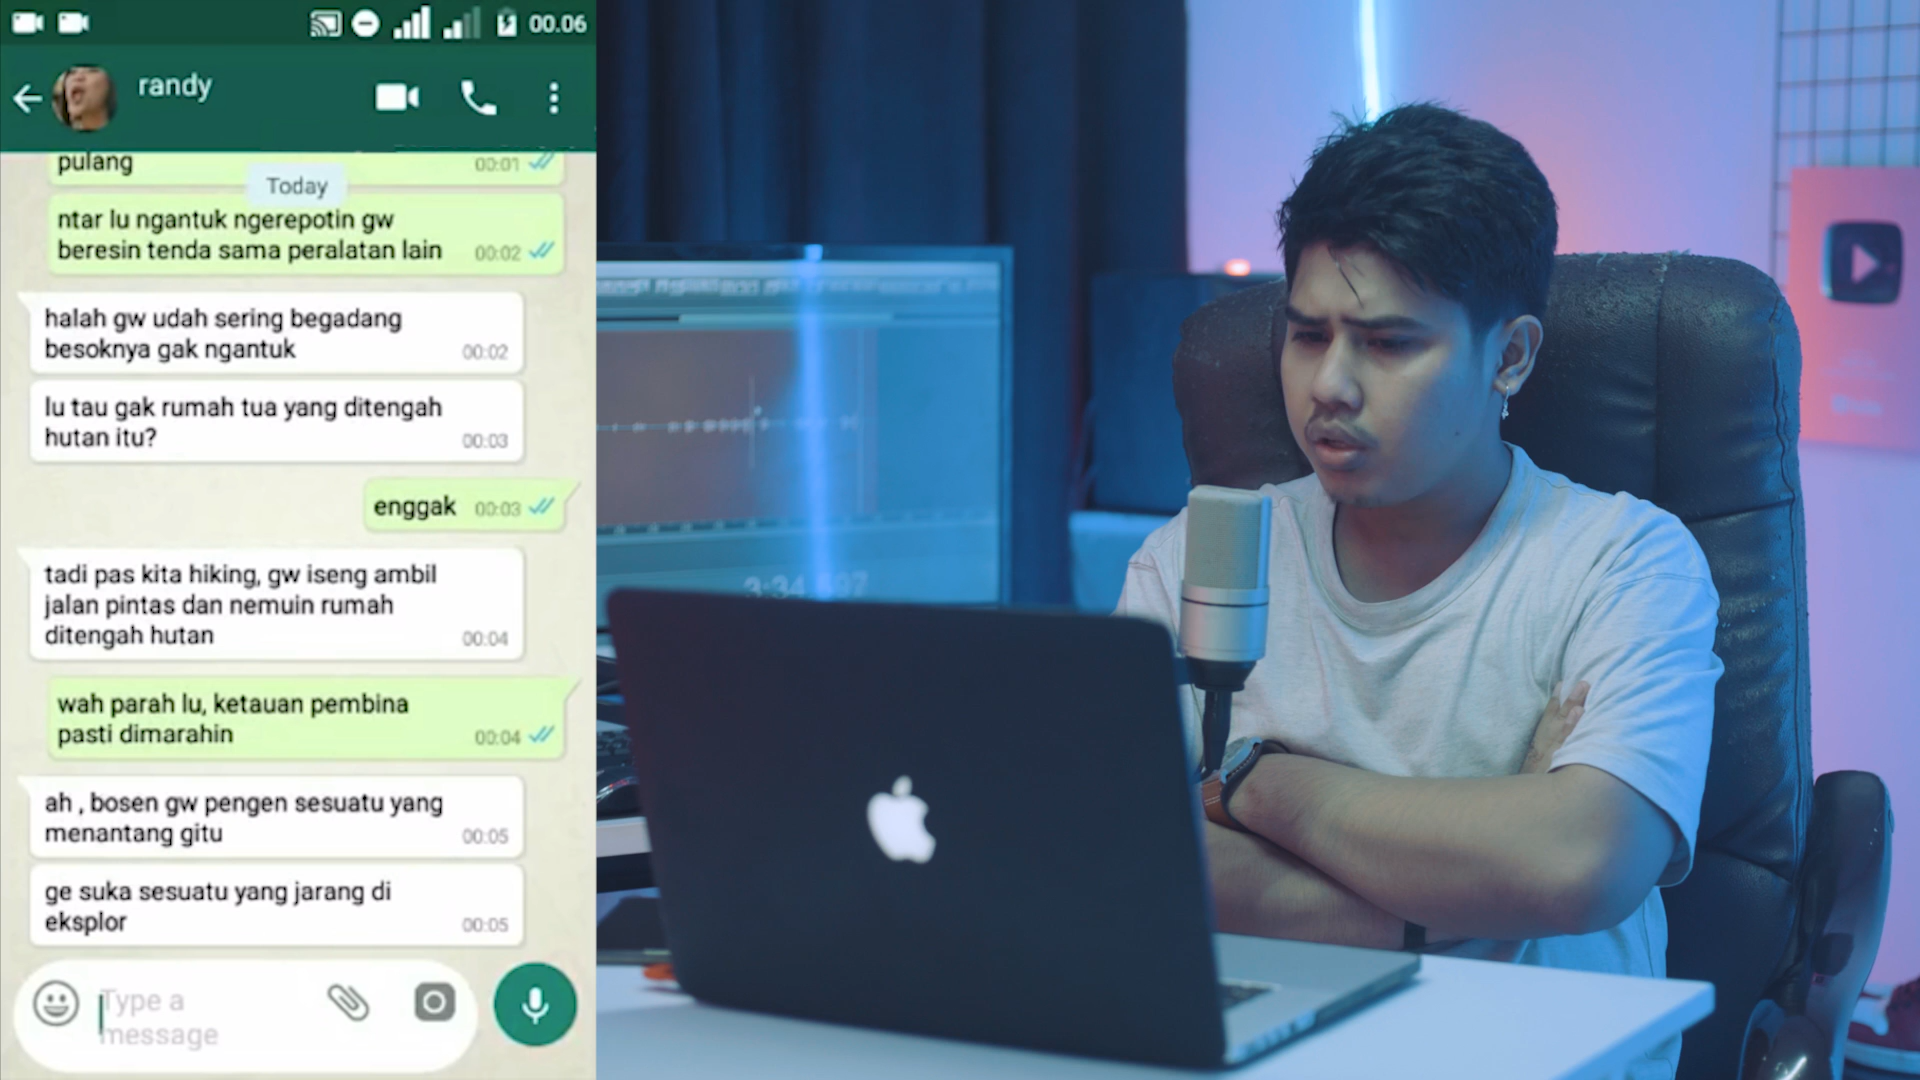 00.06
randy
pulang
00:01
Today
ntar lu ngantuk ngerepotin gw
beresin tenda sama peralatan lain
00:02
halah gw udah sering begadang
besoknya gak ngantuk
00:02
lu tau gak rumah tua yang ditengah
hutan itu?
00:03
enggak 00:03
tadi pas kita hiking, gw iseng ambil
jalan pintas dan nemuin rumah
ditengah hutan
00:04
wah parah lu, ketauan pembina
pasti dimarahin
00:04
ah , bosen gw pengen sesuatu yang
menantang gitu
00:05
ge suka sesuatu yang jarang di
eksplor
00:05
Type a
message